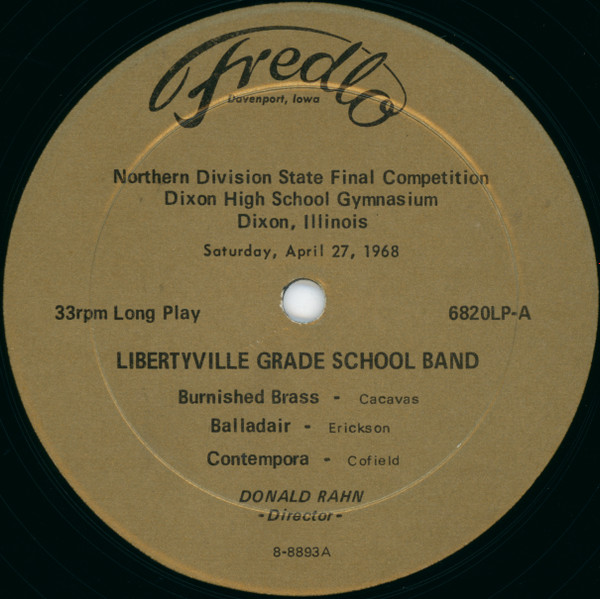 Fredlo
Davenport, Iowa
Northern Division State Final Competition
Dixon High School Gymnasium
Dixon, Illinois
Saturday, April 27, 1968
33rpm Long Play 6820LP-A
LIBERTYVILLE GRADE SCHOOL BAND
Burnished Brass - Cacavas
Balladair - Erickson
Contempora - Cofield
DONALD RAHN
-Director-
8-8893A